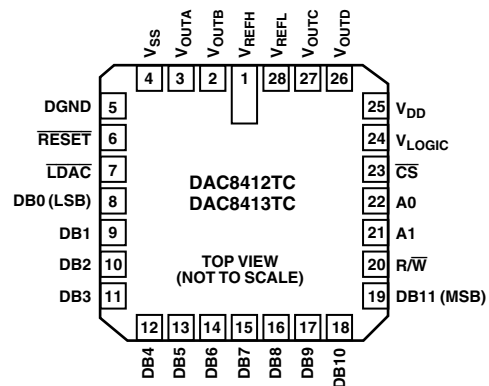 VSS
VOUTA
VOUTB
VREFH
VREFL
VOUTC
VOUTD
4 3 2 1 28 27 26
DGND 5
RESET 6
LDAC 7
DB0 (LSB) 8
DB1 9
DB2 10
DB3 11
25 VDD
24 VLOGIC
23 CS
22 A0
21 A1
20 R/W
19 DB11 (MSB)
DAC8412TC
DAC8413TC
TOP VIEW
(NOT TO SCALE)
12 13 14 15 16 17 18
DB4
DB5
DB6
DB7
DB8
DB9
DB10